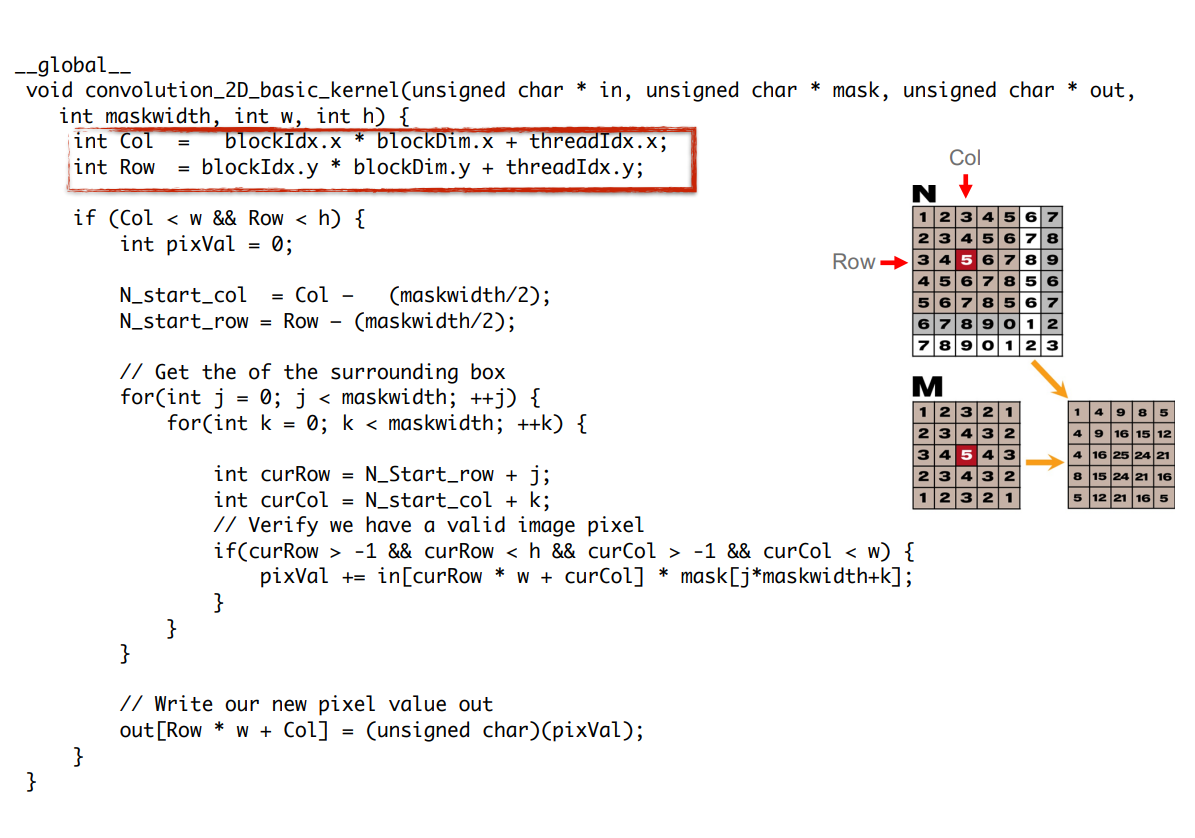 __global__
void convolution_2D_basic_kernel(unsigned char * in, unsigned char * mask, unsigned char * out,
int maskwidth, int w, int h) {
int Col = blockIdx.x * blockDim.x + threadIdx.x;
int Row = blockIdx.y * blockDim.y + threadIdx.y;
if (Col < w && Row < h) {
int pixVal = 0;
N_start_col = Col – (maskwidth/2);
N_start_row = Row – (maskwidth/2);
// Get the of the surrounding box
for(int j = 0; j < maskwidth; ++j) {
for(int k = 0; k < maskwidth; ++k) {
int curRow = N_Start_row + j;
int curCol = N_start_col + k;
// Verify we have a valid image pixel
if(curRow > -1 && curRow < h && curCol > -1 && curCol < w) {
pixVal += in[curRow * w + curCol] * mask[j*maskwidth+k];
}
}
}
// Write our new pixel value out
out[Row * w + Col] = (unsigned char)(pixVal);
}
}
Col
N
Row
1 2 3 4 5 6 7
2 3 4 5 6 7 8
3 4 5 6 7 8 9
4 5 6 7 8 5 6
5 6 7 8 5 6 7
6 7 8 9 0 1 2
7 8 9 0 1 2 3
M
1 2 3 2 1
2 3 4 3 2
3 4 5 4 3
2 3 4 3 2
1 2 3 2 1
1 4 9 8 5
4 9 16 15 12
4 16 25 24 21
8 15 24 21 16
5 12 21 16 5